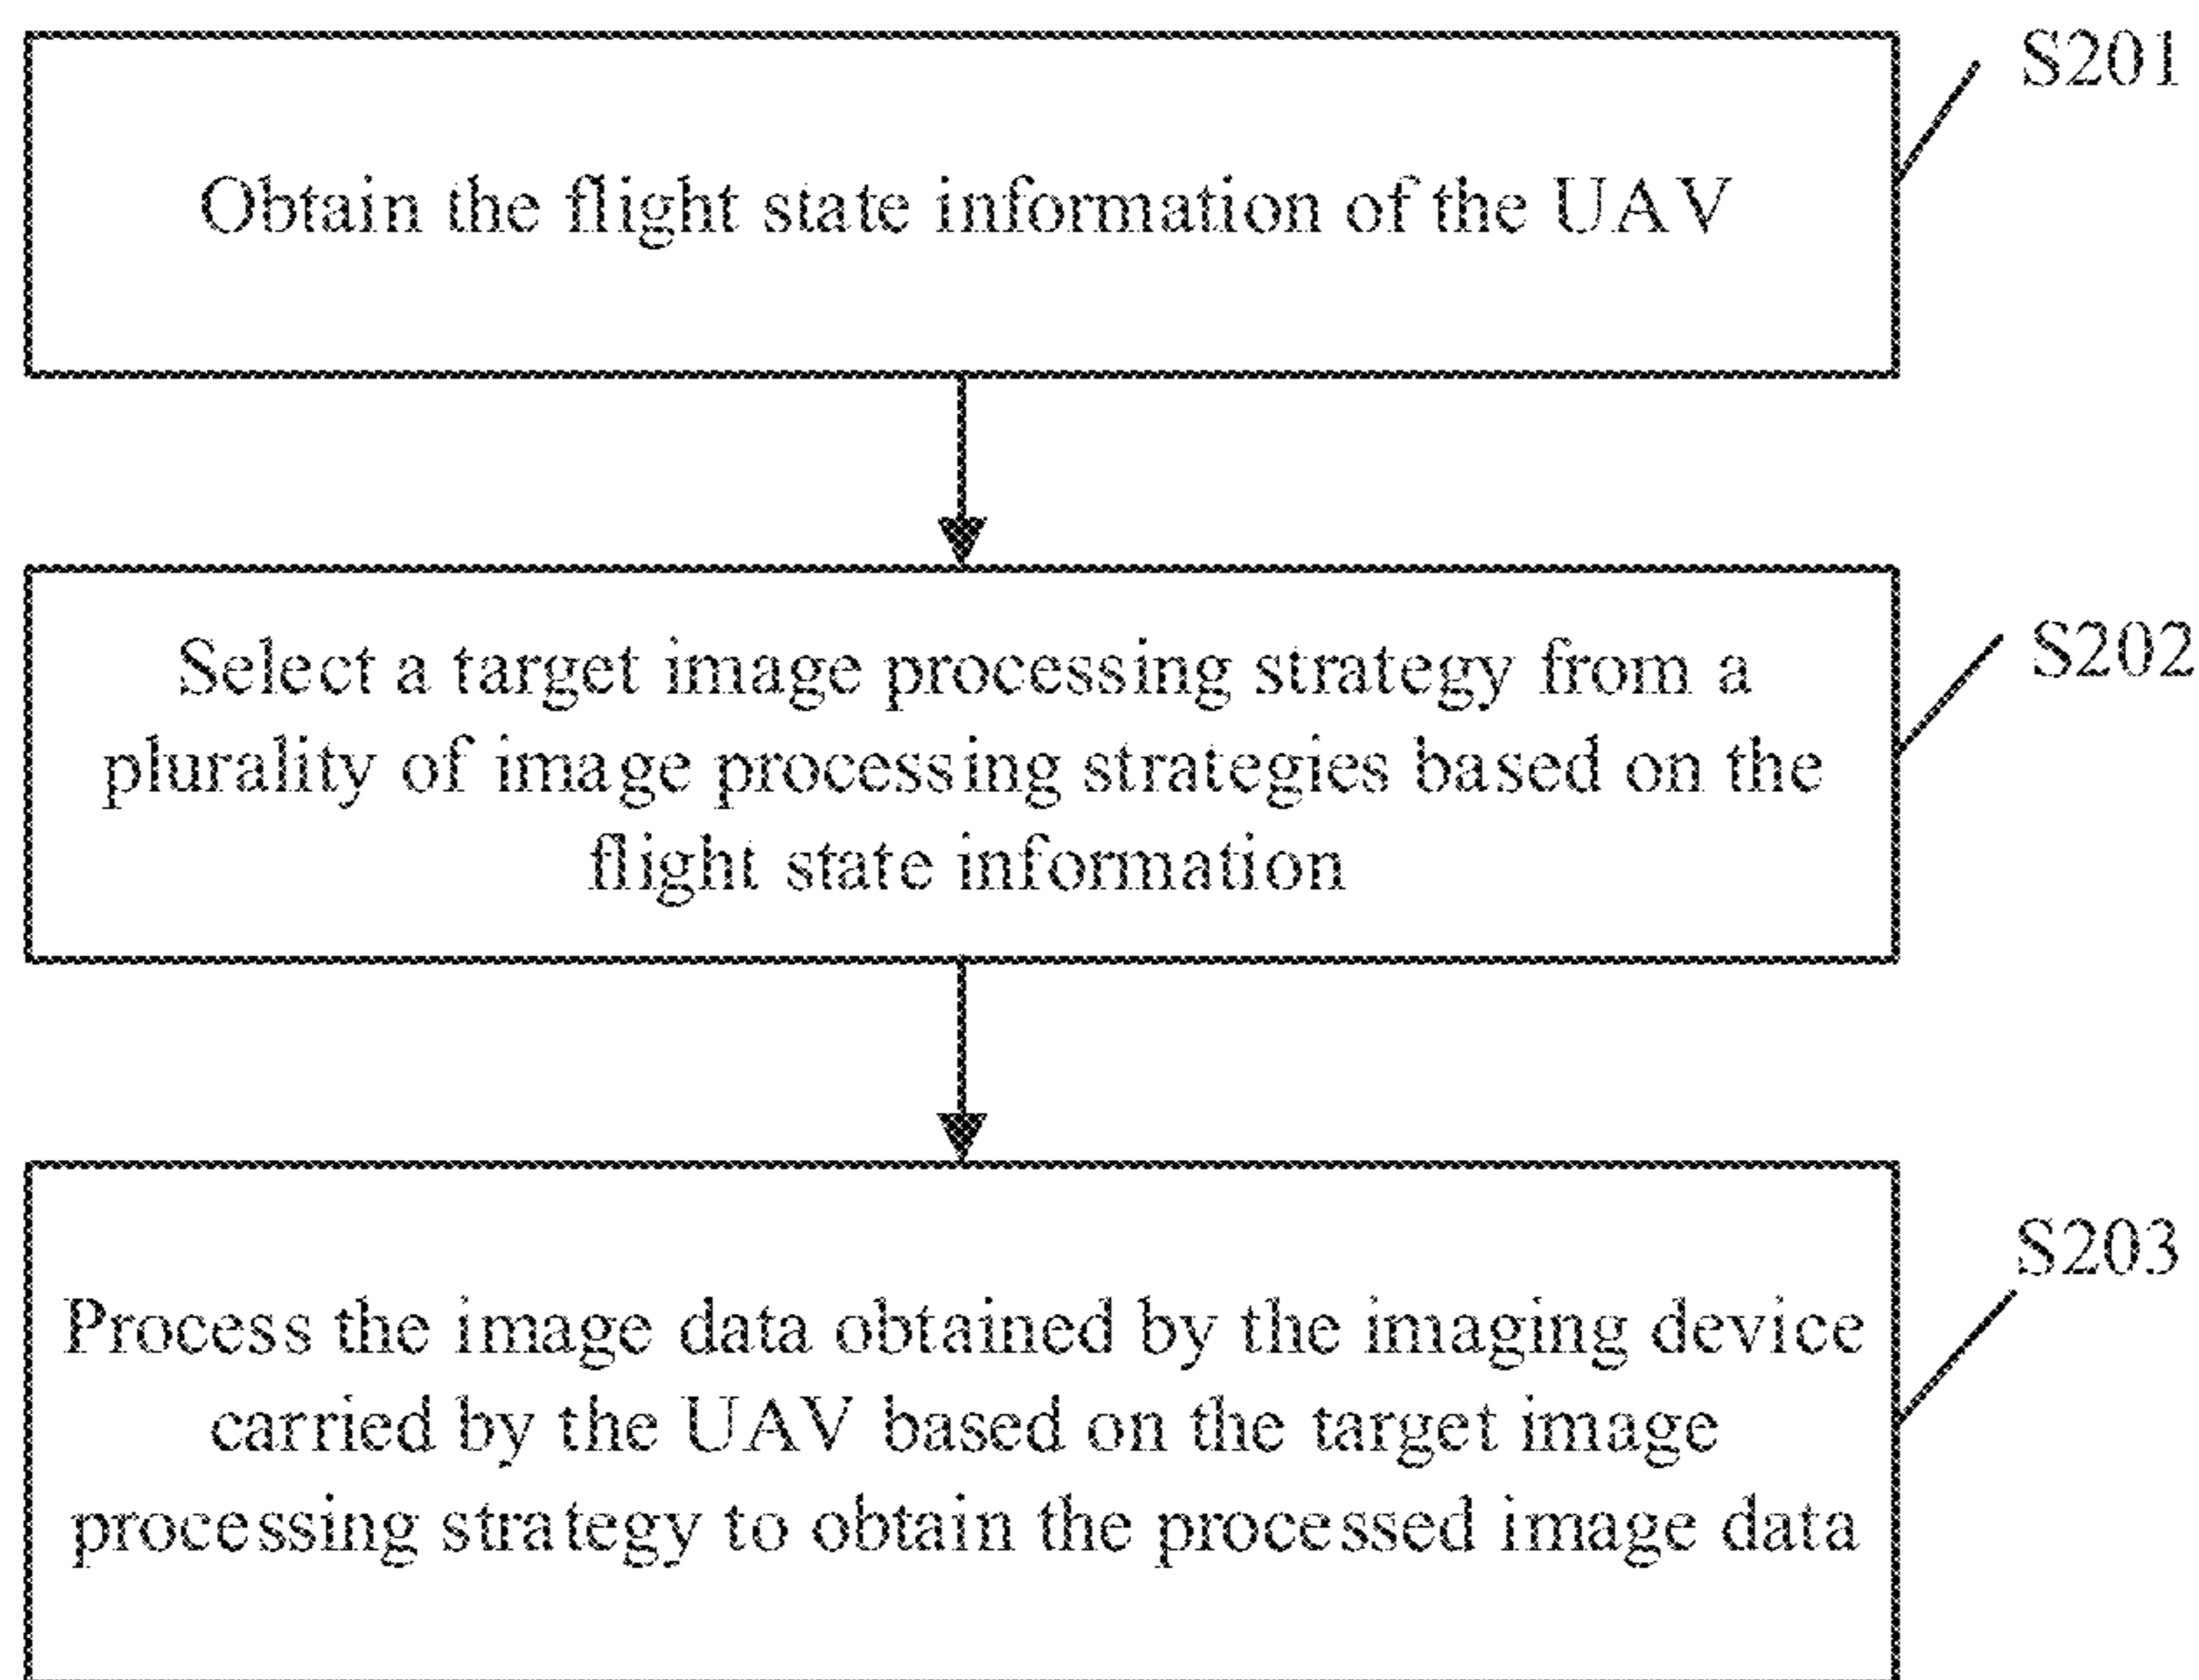 S201
Obtain the flight state information of the UAV
S202
Select a target image processing strategy from a
plurality of image processing strategies based on the
flight state information
S203
Process the image data obtained by the imaging device
carried by the UAV based on the target image
processing strategy to obtain the processed image data